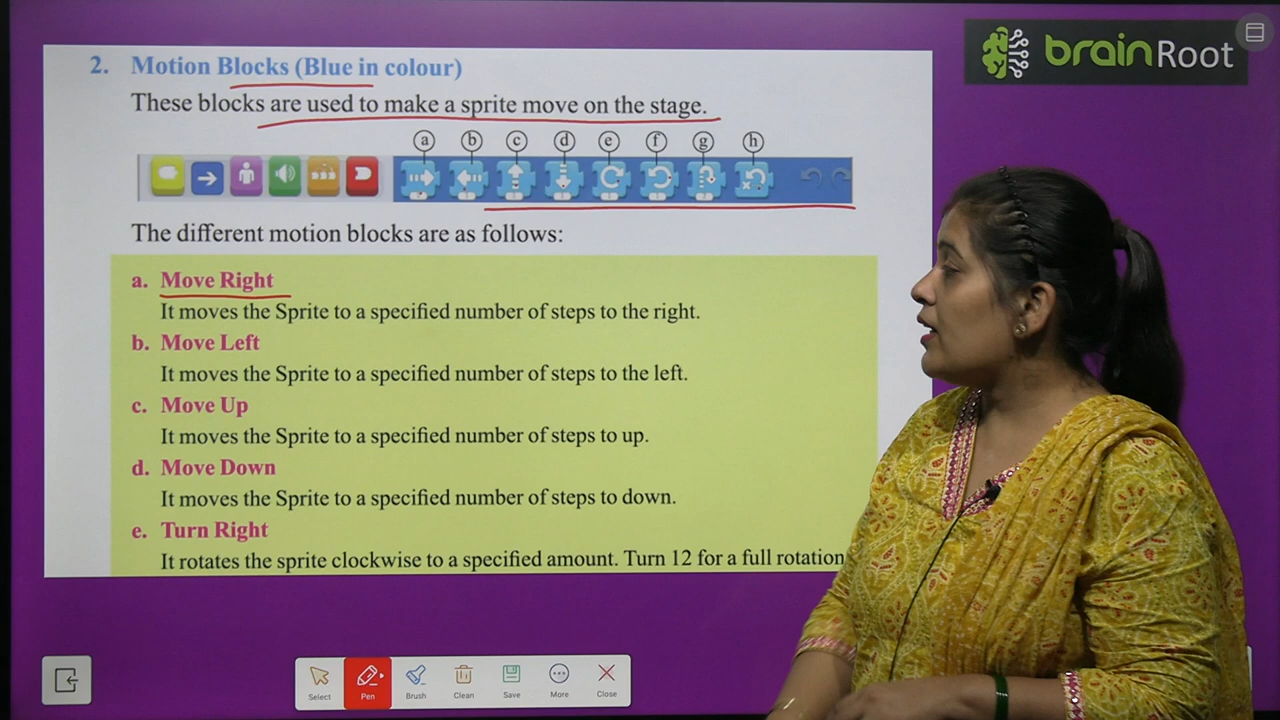 brainRoot
2. Motion Blocks (Blue in colour)
These blocks are used to make a sprite move on the stage.
a b c d e f g h
The different motion blocks are as follows:
a. Move Right
It moves the Sprite to a specified number of steps to the right.
b. Move Left
It moves the Sprite to a specified number of steps to the left.
c. Move Up
It moves the Sprite to a specified number of steps to up.
d. Move Down
It moves the Sprite to a specified number of steps to down.
e. Turn Right
It rotates the sprite clockwise to a specified amount. Turn 12 for a full rotation
Select Pen Brush Clean Save More Close